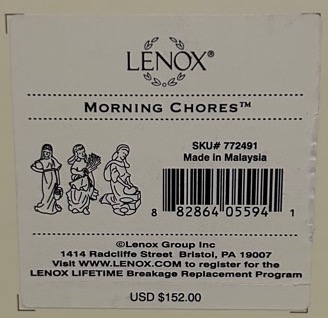 LENOX®
MORNING CHORES™
SKU# 772491
Made in Malaysia
8 82864 05594 1
©Lenox Group Inc
1414 Radcliffe Street Bristol, PA 19007
Visit WWW.LENOX.COM to register for the
LENOX LIFETIME Breakage Replacement Program
USD $152.00